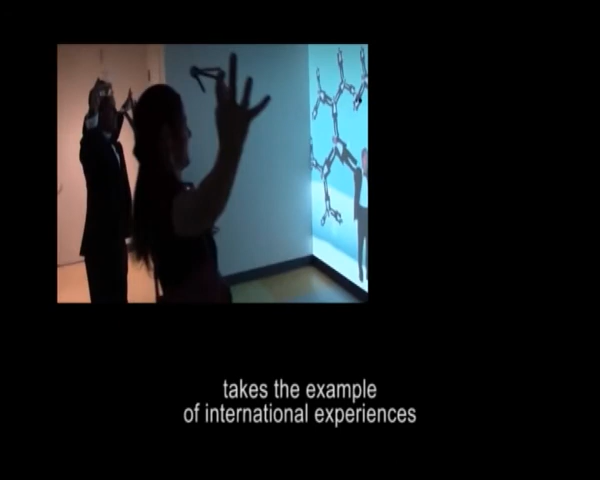 takes the example
of international experiences